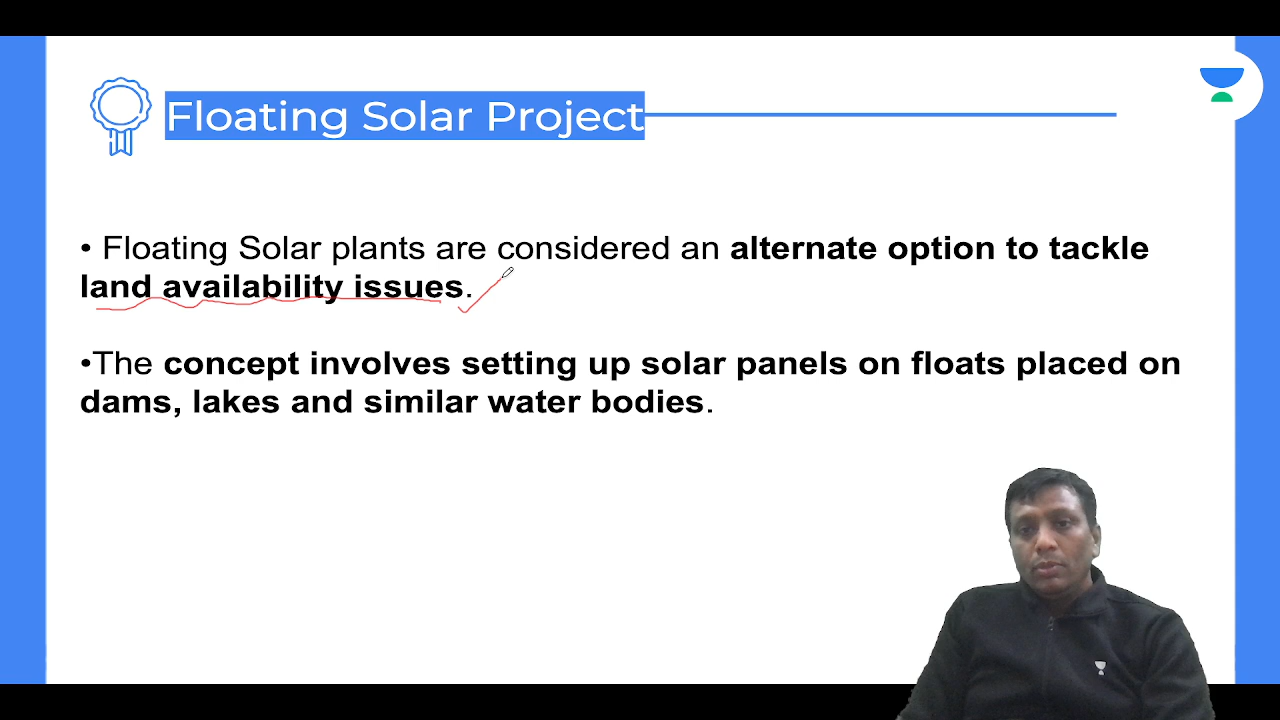 Floating Solar Project
• Floating Solar plants are considered an alternate option to tackle
land availability issues.
•The concept involves setting up solar panels on floats placed on
dams, lakes and similar water bodies.